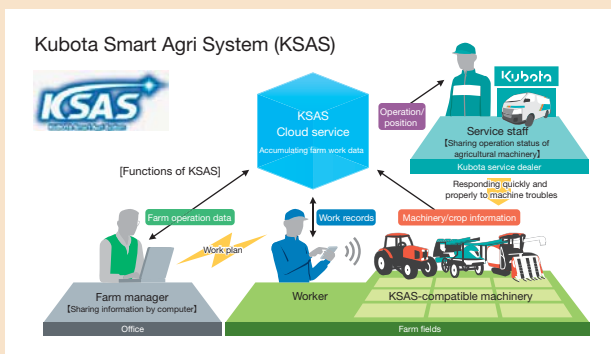 Kubota Smart Agri System (KSAS)
KSAS
Kubota
KSAS
Cloud service
Accumulating farm work data
Operation/
position
Service staff
【Sharing operation status of
agricultural machinery】
Kubota service dealer
[Functions of KSAS]
Responding quickly and
properly to machine troubles
Farm operation data
Work records
Machinery/crop information
Work plan
Farm manager
【Sharing information by computer】
Office
Worker
KSAS-compatible machinery
Farm fields